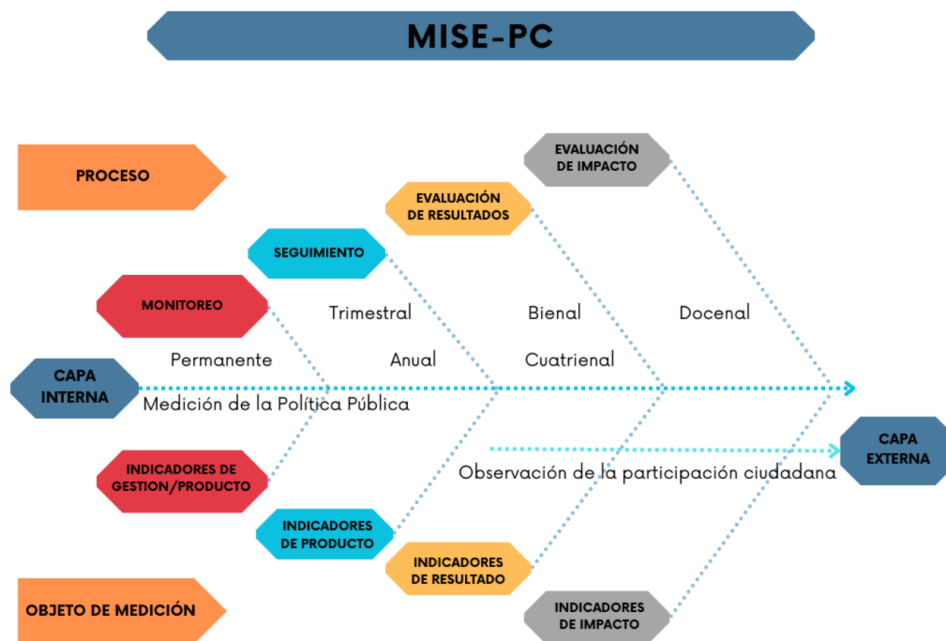 MISE-PC
EVALUACIÓN
DE IMPACTO
PROCESO
EVALUACIÓN
DE RESULTADOS
SEGUIMIENTO
MONITOREO
Trimestral
Bienal
Docenal
Permanente
Anual
Cuatrienal
CAPA
INTERNA
Medición de la Política Pública
CAPA
EXTERNA
Observación de la participación ciudadana
INDICADORES DE
GESTION/PRODUCTO
INDICADORES
DE PRODUCTO
INDICADORES
DE RESULTADO
OBJETO DE MEDICIÓN
INDICADORES
DE IMPACTO